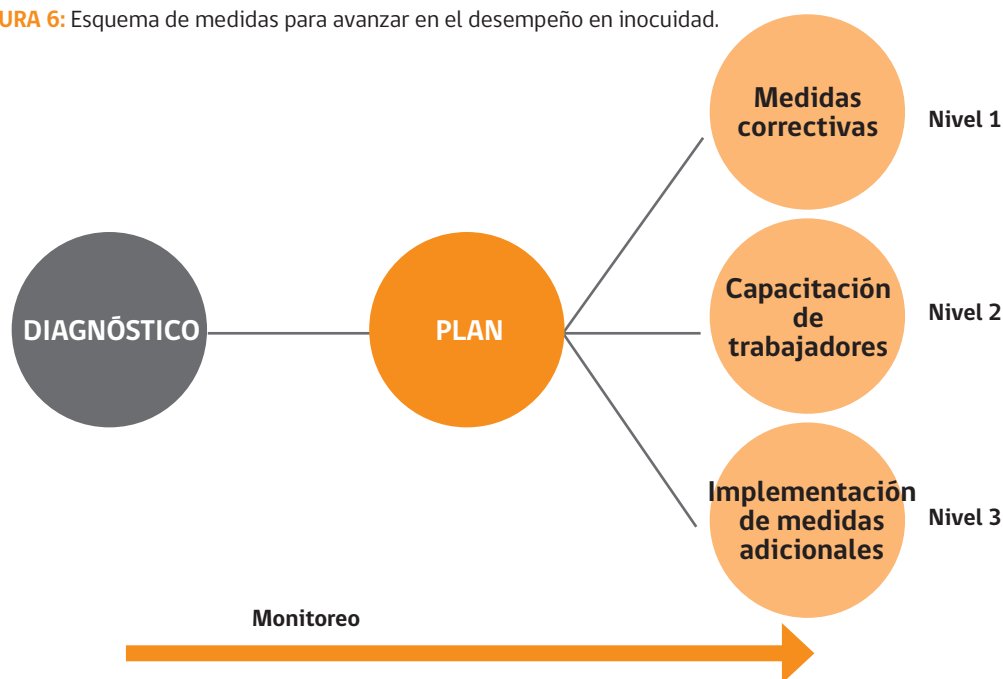 URA 6: Esquema de medidas para avanzar en el desempeño en inocuidad.
Medidas
correctivas
Nivel 1
DIAGNÓSTICO
PLAN
Capacitación
de
trabajadores
Nivel 2
Implementación
de medidas
adicionales
Nivel 3
Monitoreo